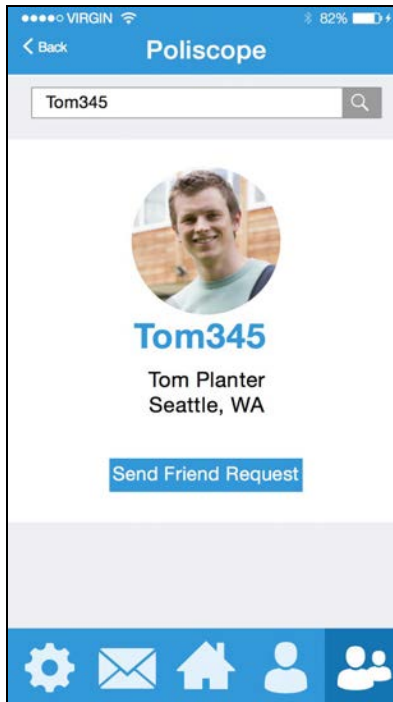 VIRGIN 82%
Back Poliscope
Tom345
Tom345
Tom Planter
Seattle, WA
Send Friend Request